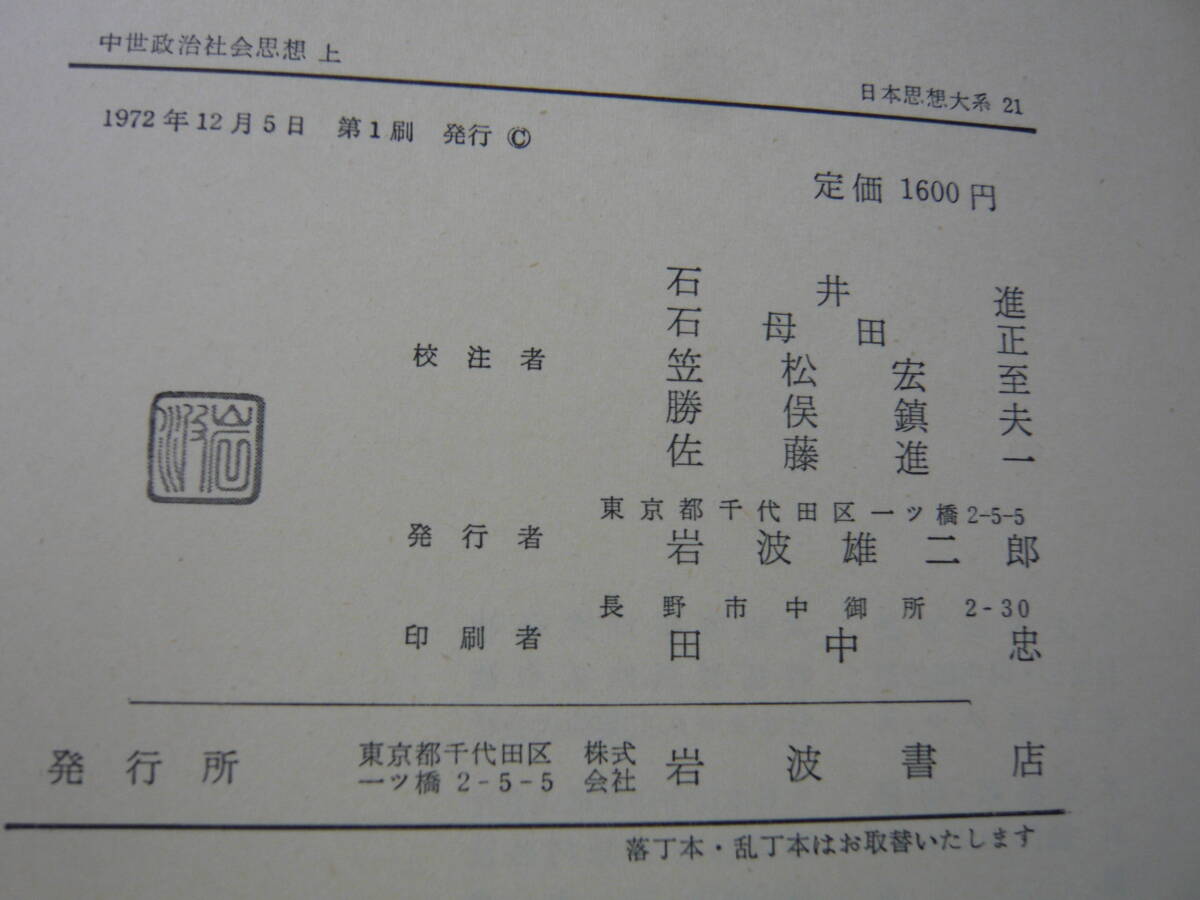 中世政治社会思想 上
日本思想大系 21
1972年12月5日 第1刷 発行 ©
定価 1600円
校注者
石井進
石母田正
笠松宏至
勝俣鎮夫
佐藤進一
東京都千代田区一ツ橋2-5-5
発行者 岩波雄二郎
長野市中御所 2-30
印刷者 田中忠
発行所 東京都千代田区 一ツ橋 2-5-5 株式会社 岩波書店
落丁本・乱丁本はお取替いたします
岩波